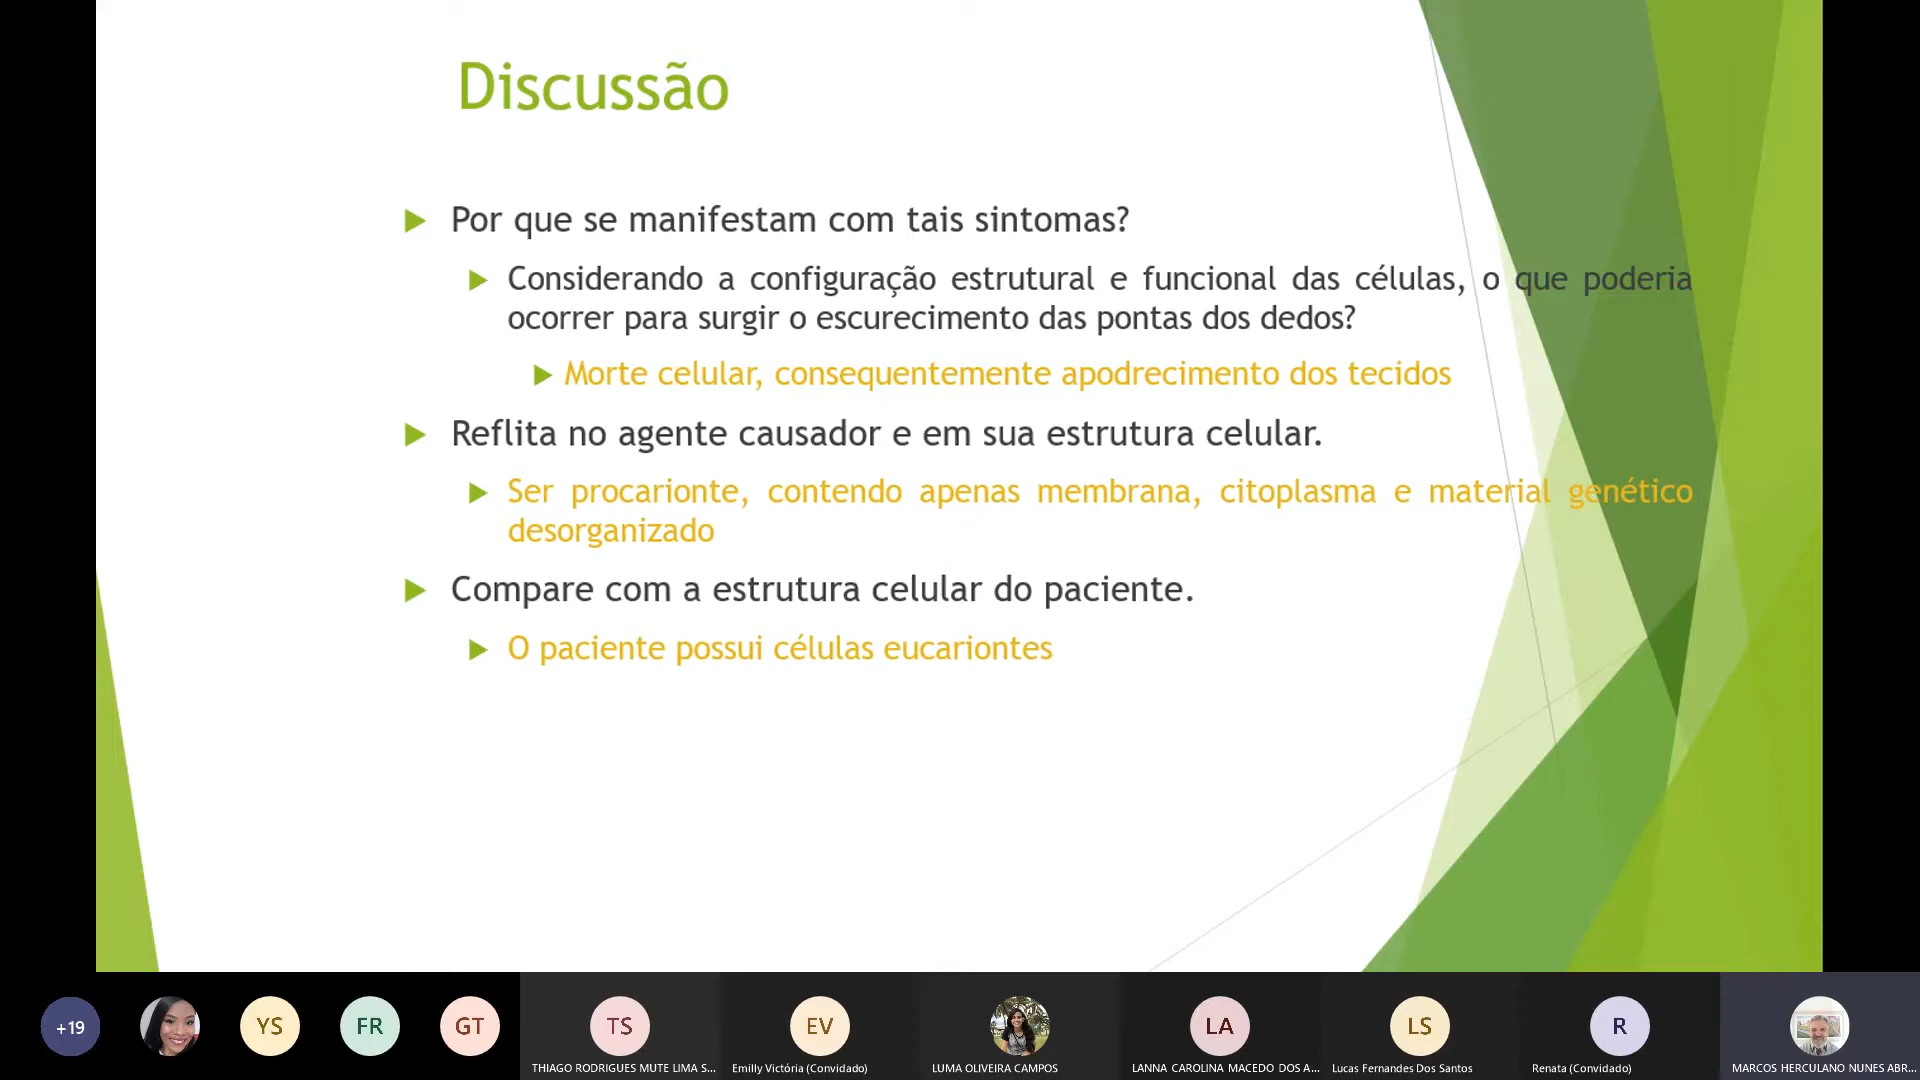 Discussão
Por que se manifestam com tais sintomas?
Considerando a configuração estrutural e funcional das células, o que poderia
ocorrer para surgir o escurecimento das pontas dos dedos?
Morte celular, consequentemente apodrecimento dos tecidos
Reflita no agente causador e em sua estrutura celular.
Ser procarionte, contendo apenas membrana, citoplasma e material genético
desorganizado
Compare com a estrutura celular do paciente.
O paciente possui células eucariontes
+19
YS
FR
GT
TS
EV
LA
LS
R
THIAGO RODRIGUES MUTE LIMA S...
Emilly Victória (Convidado)
LUMA OLIVEIRA CAMPOS
LANNA CAROLINA MACEDO DOS A...
Lucas Fernandes Dos Santos
Renata (Convidado)
MARCOS HERCULANO NUNES ABR...